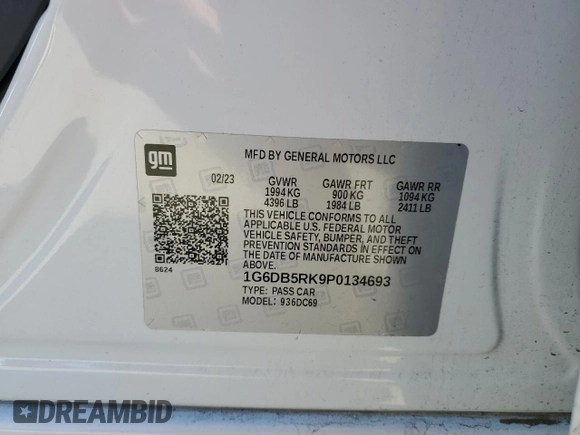 gm
MFD BY GENERAL MOTORS LLC
02/23 GVWR GAWR FRT GAWR RR
1994 KG 900 KG 1094 KG
4396 LB 1984 LB 2411 LB
THIS VEHICLE CONFORMS TO ALL
APPLICABLE U.S. FEDERAL MOTOR
VEHICLE SAFETY, BUMPER, AND THEFT
PREVENTION STANDARDS IN EFFECT ON
THE DATE OF MANUFACTURE SHOWN
ABOVE.
8624
1G6DB5RK9P0134693
TYPE: PASS CAR
MODEL: 936DC69
DREAMBID